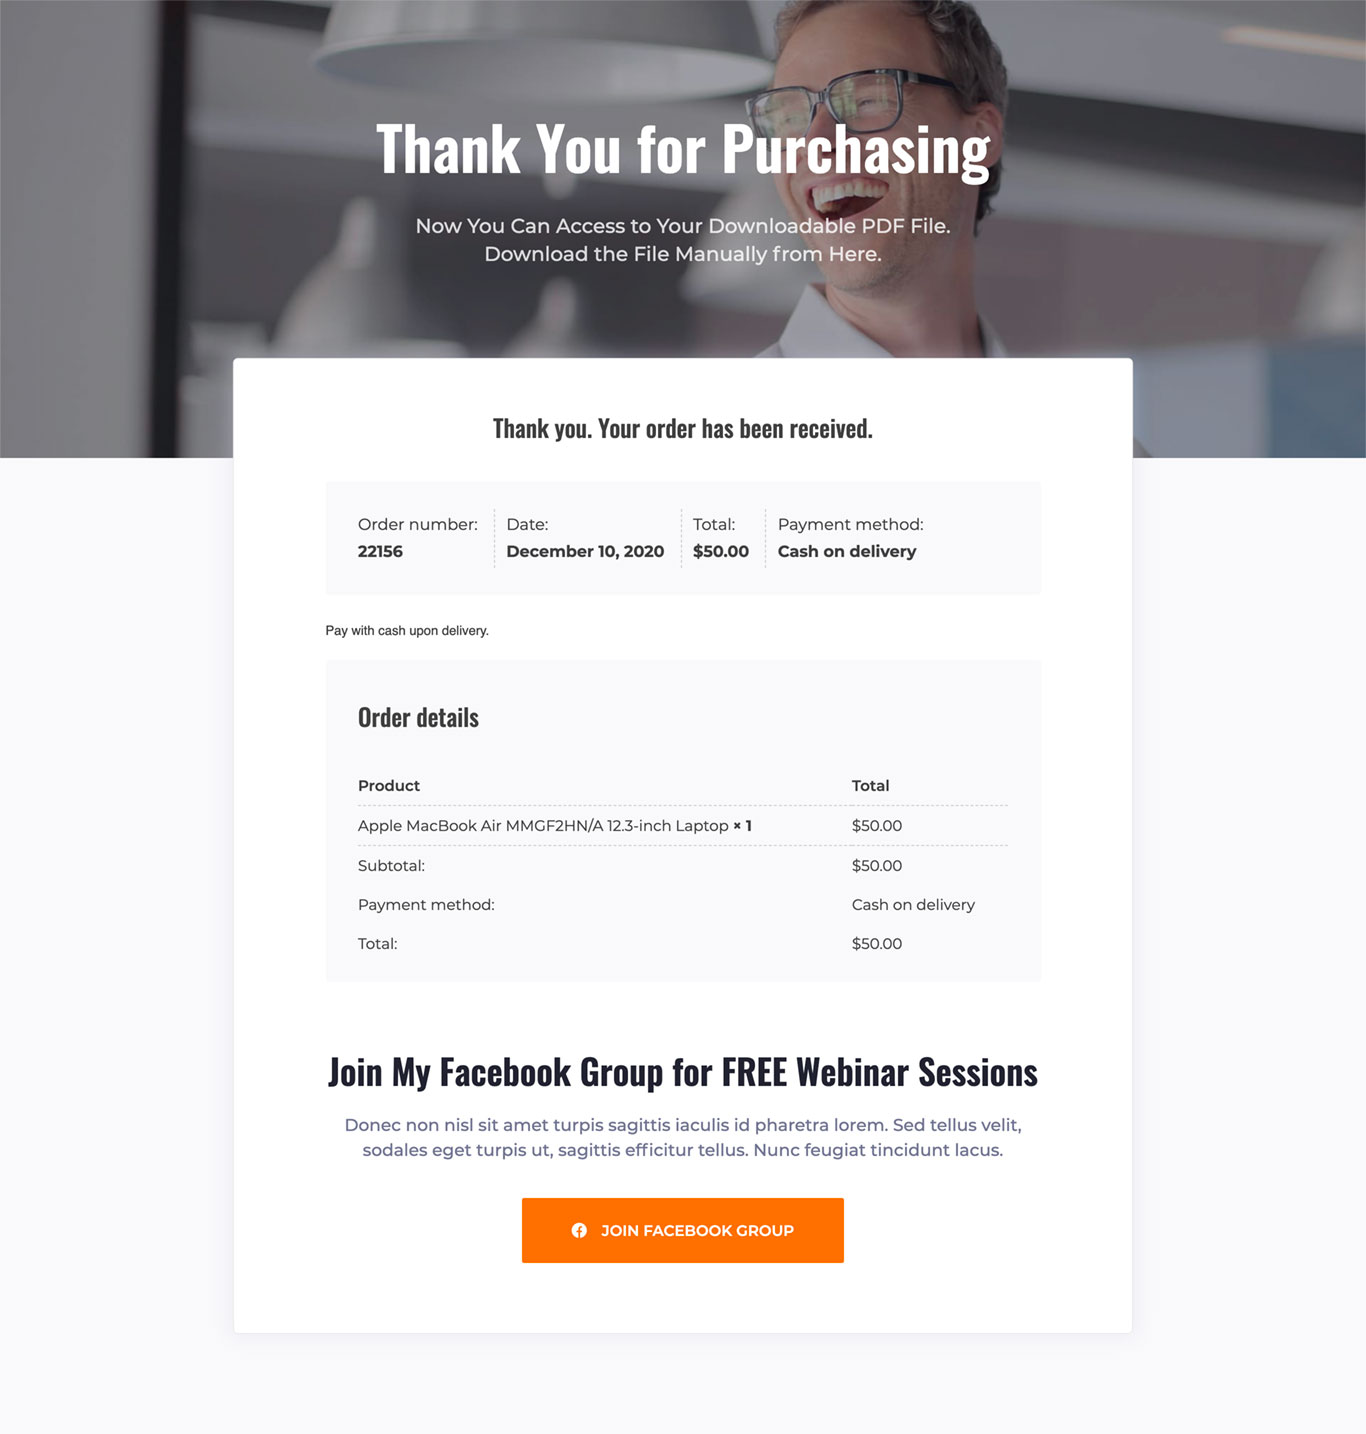 Thank You for Purchasing
Now You Can Access to Your Downloadable PDF File.
Download the File Manually from Here.
Thank you. Your order has been received.
Order number: Date: Total: Payment method:
22156 December 10, 2020 $50.00 Cash on delivery
Pay with cash upon delivery.
Order details
Product Total
Apple MacBook Air MMGF2HN/A 12.3-inch Laptop × 1 $50.00
Subtotal: $50.00
Payment method: Cash on delivery
Total: $50.00
Join My Facebook Group for FREE Webinar Sessions
Donec non nisl sit amet turpis sagittis iaculis id pharetra lorem. Sed tellus velit,
sodales eget turpis ut, sagittis efficitur tellus. Nunc feugiat tincidunt lacus.
JOIN FACEBOOK GROUP